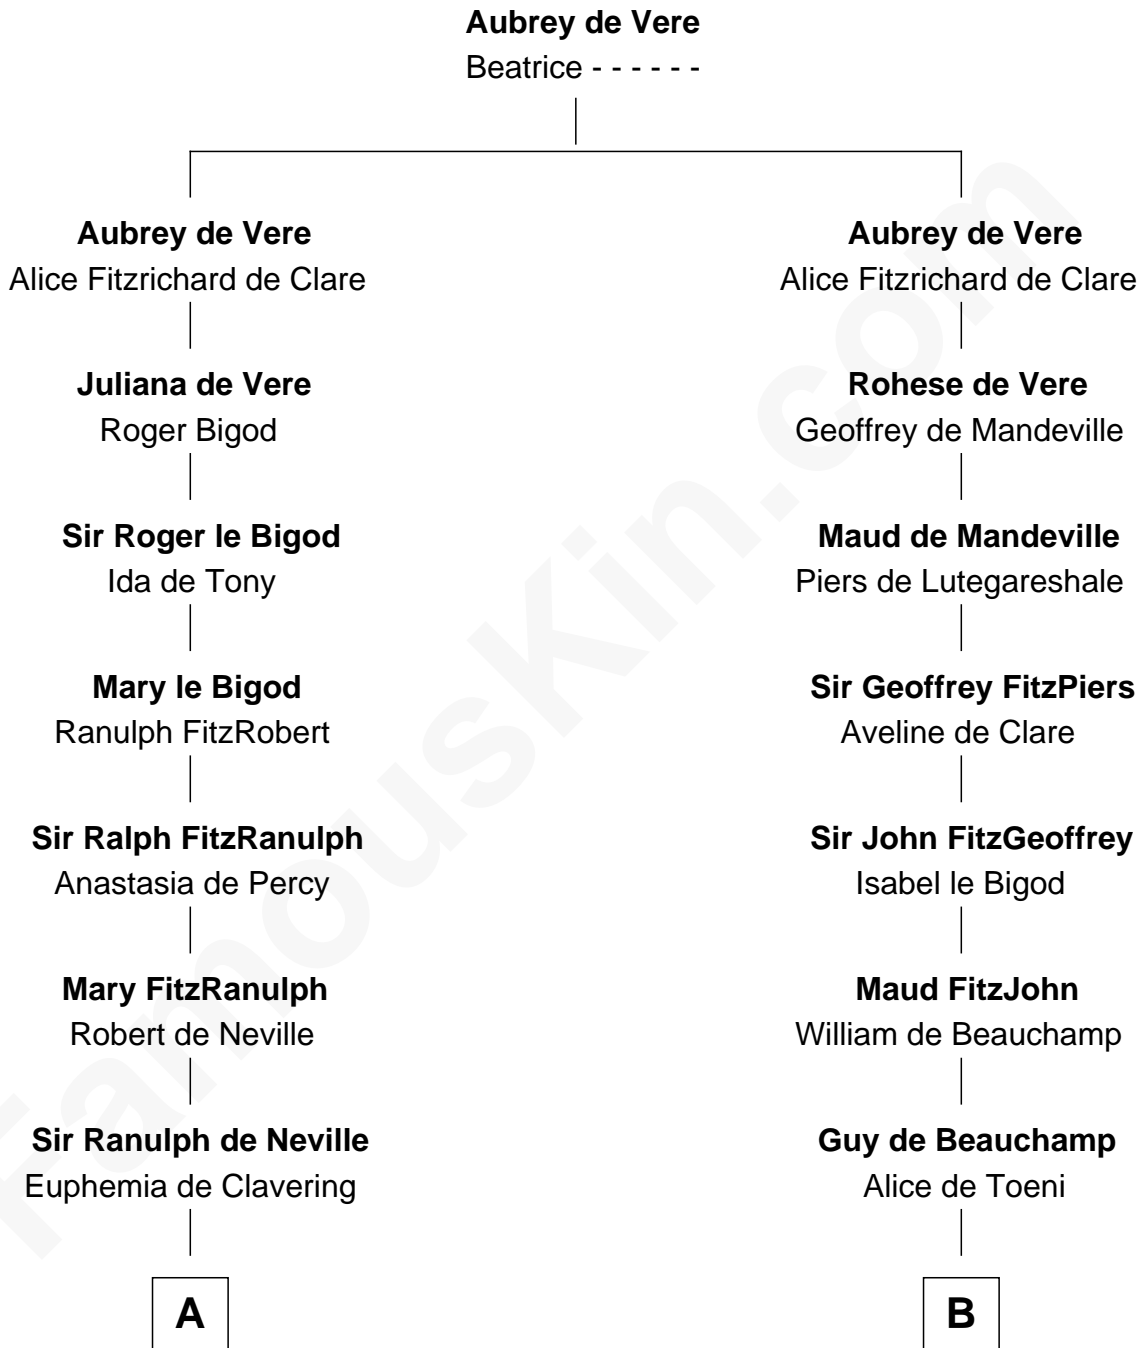 Aubrey de Vere
Beatrice - - - - - -
Aubrey de Vere
Alice Fitzrichard de Clare
Juliana de Vere
Roger Bigod
Sir Roger le Bigod
Ida de Tony
Mary le Bigod
Ranulph FitzRobert
Sir Ralph FitzRanulph
Anastasia de Percy
Mary FitzRanulph
Robert de Neville
Sir Ranulph de Neville
Euphemia de Clavering
A
Aubrey de Vere
Alice Fitzrichard de Clare
Rohese de Vere
Geoffrey de Mandeville
Maud de Mandeville
Piers de Lutegareshale
Sir Geoffrey FitzPiers
Aveline de Clare
Sir John FitzGeoffrey
Isabel le Bigod
Maud FitzJohn
William de Beauchamp
Guy de Beauchamp
Alice de Toeni
B
FamousKin.com